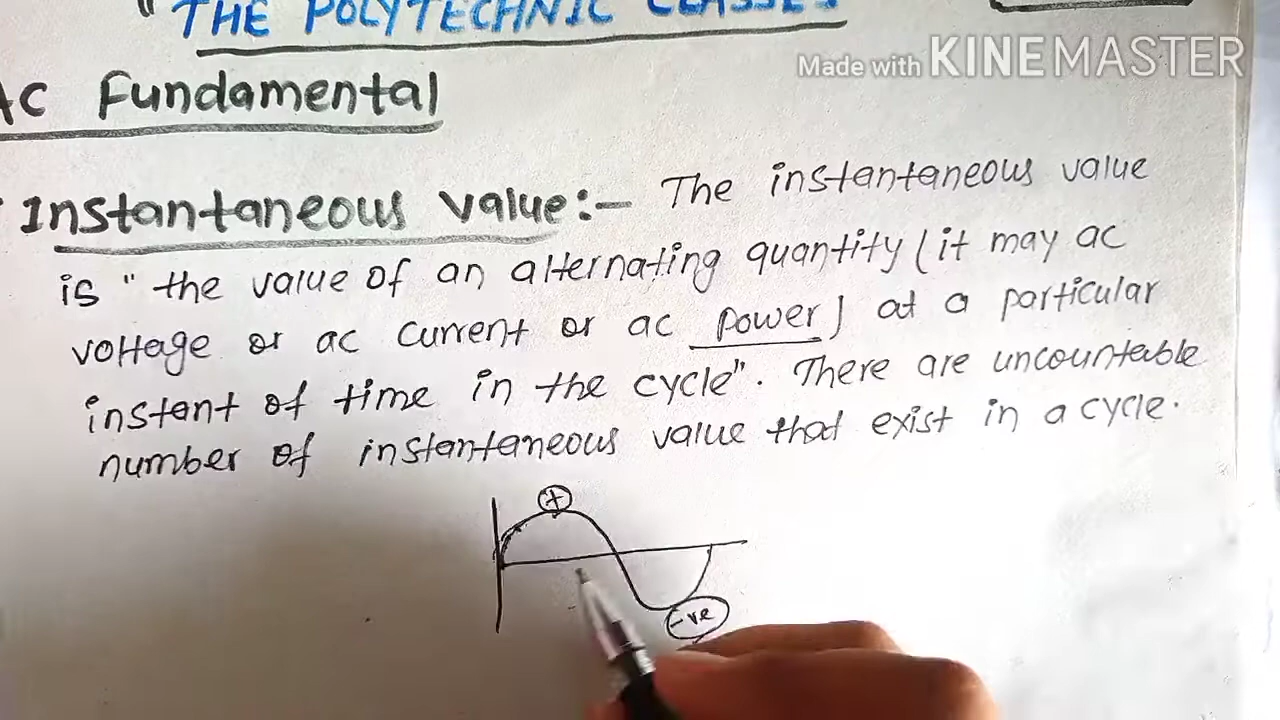 "THE POLYTECHNIC CLASSES
Made with KINEMASTER
AC Fundamental
Instantaneous value:- The instantaneous value
is "the value of an alternating quantity (it may ac
voltage or ac current or ac power) at a particular
instant of time in the cycle". There are uncountable
number of instantaneous value that exist in a cycle.
+
-ve